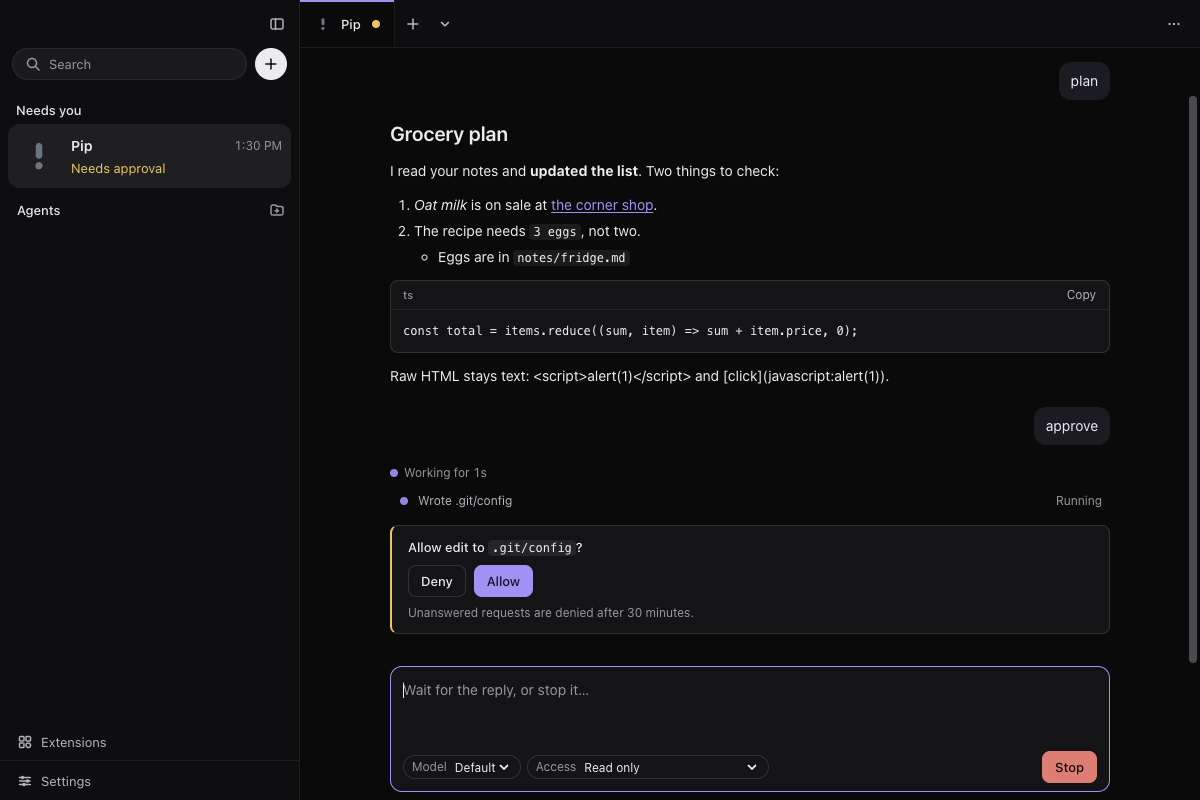 Search
Needs you
Pip 1:30 PM
Needs approval
Agents
Extensions
Settings
Pip
plan
Grocery plan
I read your notes and updated the list. Two things to check:
1. Oat milk is on sale at the corner shop.
2. The recipe needs 3 eggs, not two.
Eggs are in notes/fridge.md
ts Copy
const total = items.reduce((sum, item) => sum + item.price, 0);
Raw HTML stays text: <script>alert(1)</script> and [click](javascript:alert(1)).
approve
Working for 1s
Wrote .git/config Running
Allow edit to .git/config?
Deny Allow
Unanswered requests are denied after 30 minutes.
Wait for the reply, or stop it…
Model Default Access Read only Stop